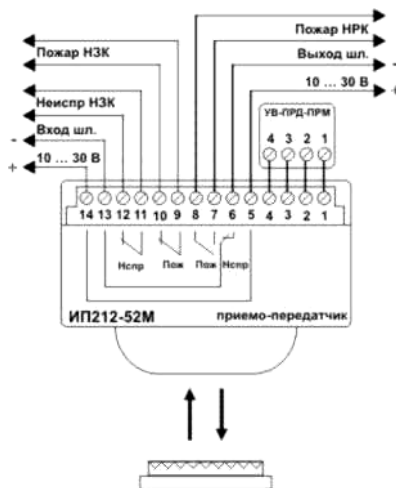 Пожар НРК
Пожар НЗК
Выход шл. -
10 ... 30 В +
Неиспр НЗК
УВ-ПРД-ПРМ
- Вход шл.
4 3 2 1
+ 10 ... 30 В
14 13 12 11 10 9 8 7 6 5 4 3 2 1
Нспр Пож Пож Нспр
ИП212-52М приемо-передатчик